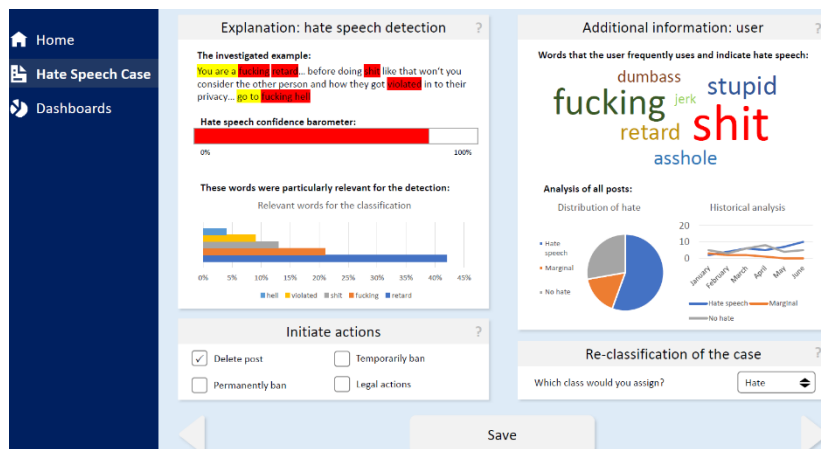 Home
Hate Speech Case
Dashboards
Explanation: hate speech detection
?
The investigated example:
You are a fucking retard... before doing shit like that won't you
consider the other person and how they got violated in to their
privacy... go to fucking hell
Hate speech confidence barometer:
0%
100%
These words were particularly relevant for the detection:
Relevant words for the classification
0% 5% 10% 15% 20% 25% 30% 35% 40% 45%
hell violated shit fucking retard
Initiate actions
?
Delete post
Temporarily ban
Permanently ban
Legal actions
Additional information: user
?
Words that the user frequently uses and indicate hate speech:
dumbass
stupid
fucking
jerk
shit
retard
asshole
Analysis of all posts:
Distribution of hate
Hate
speech
Marginal
No hate
Historical analysis
20
10
0
January February March April May June
Hate speech Marginal
No hate
Re-classification of the case
?
Which class would you assign?
Hate
Save